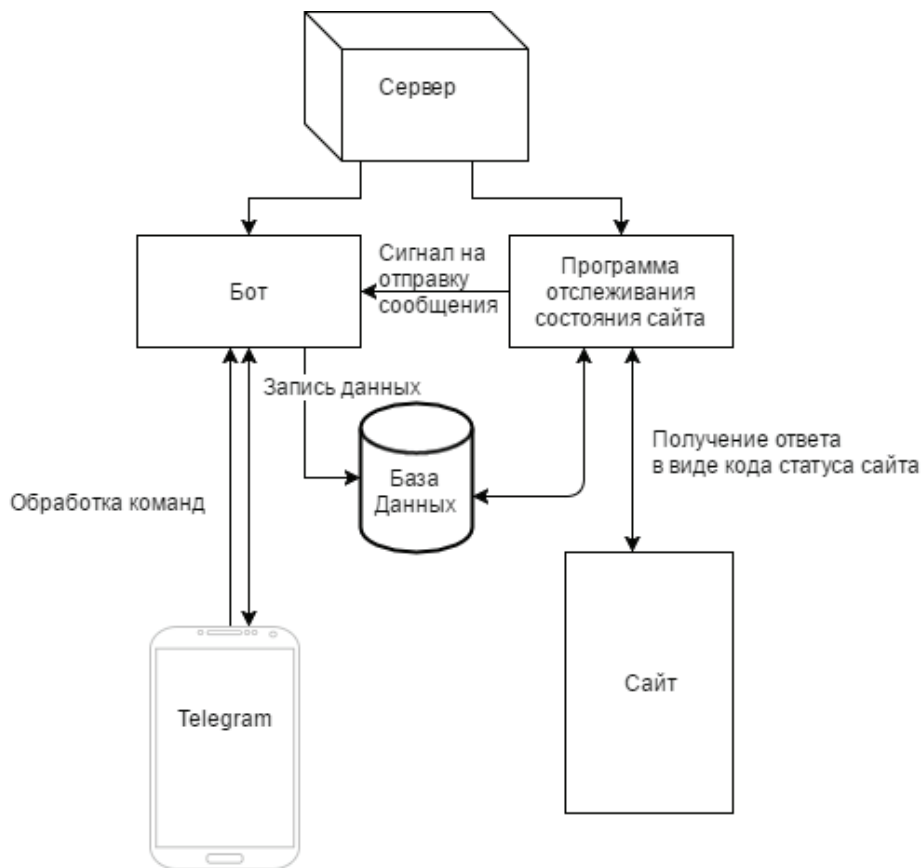 Сервер
Бот
Сигнал на
отправку
сообщения
Программа
отслеживания
состояния сайта
Запись данных
База
Данных
Получение ответа
в виде кода статуса сайта
Обработка команд
Telegram
Сайт